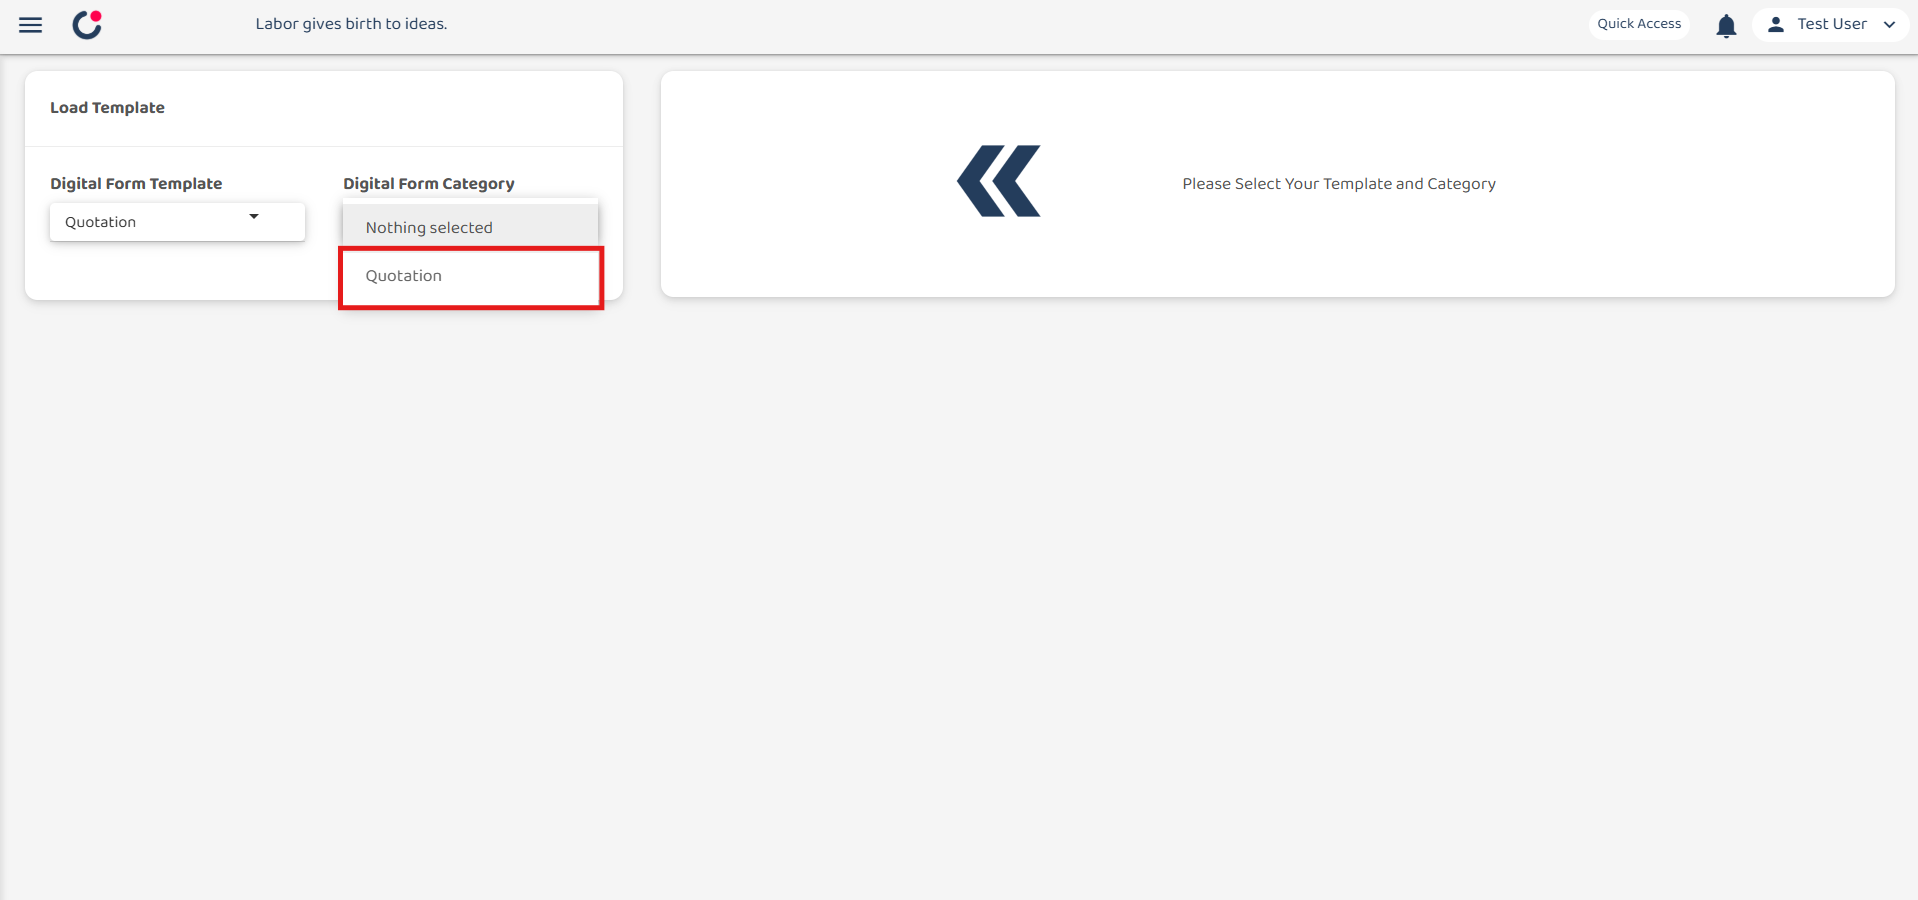 Labor gives birth to ideas.
Quick Access
Test User
Load Template
Digital Form Template
Digital Form Category
Quotation
Nothing selected
Quotation
Please Select Your Template and Category